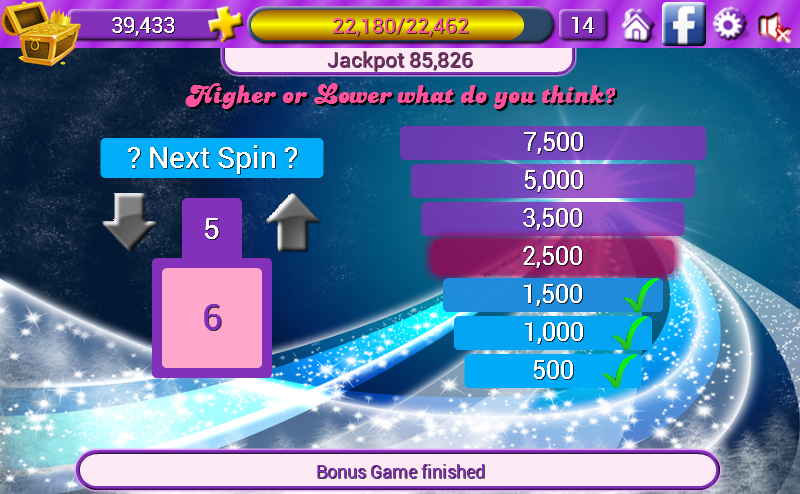 39,433
22,180/22,462
14
f
Jackpot 85,826
Higher or Lower what do you think?
? Next Spin ?
5
6
7,500
5,000
3,500
2,500
1,500
1,000
500
Bonus Game finished